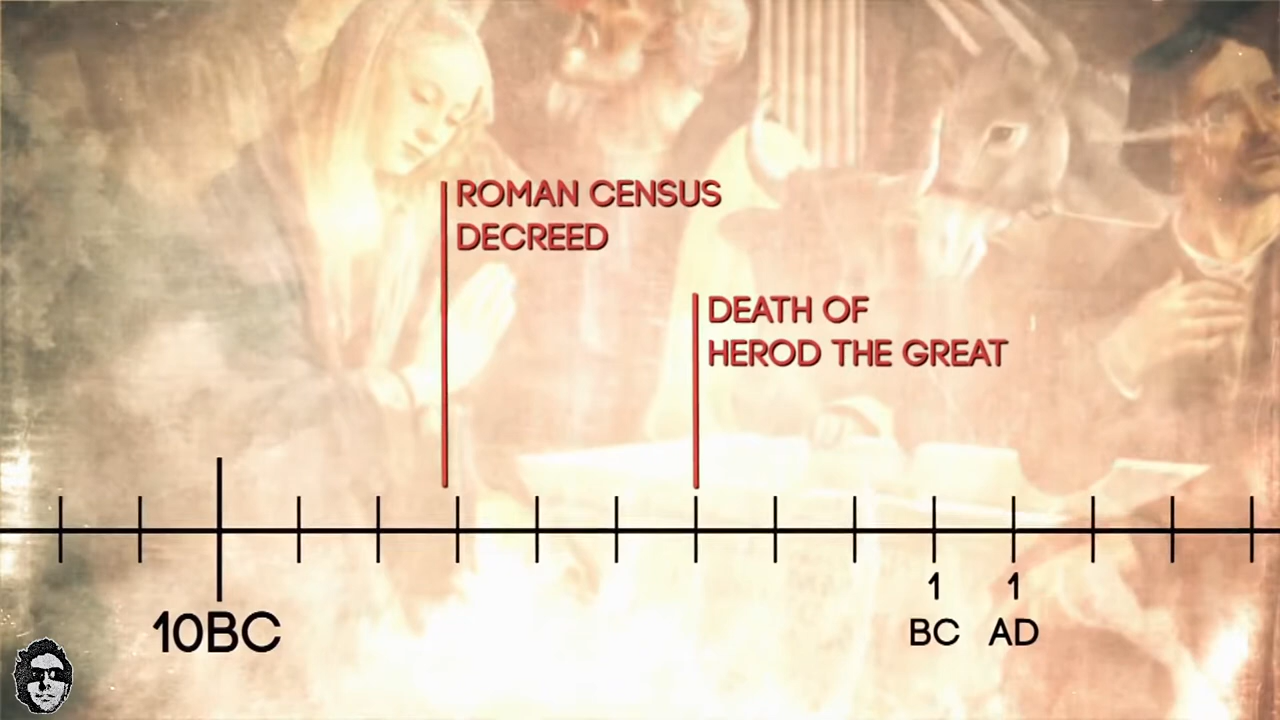 ROMAN CENSUS
DECREED
DEATH OF
HEROD THE GREAT
10BC
1 1
BC AD